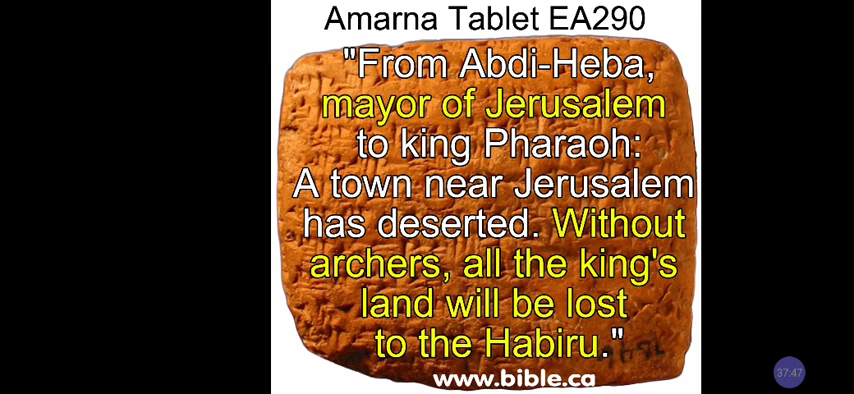 Amarna Tablet EA290
"From Abdi-Heba,
mayor of Jerusalem
to king Pharaoh:
A town near Jerusalem
has deserted. Without
archers, all the king's
land will be lost
to the Habiru."
www.bible.ca
37:47